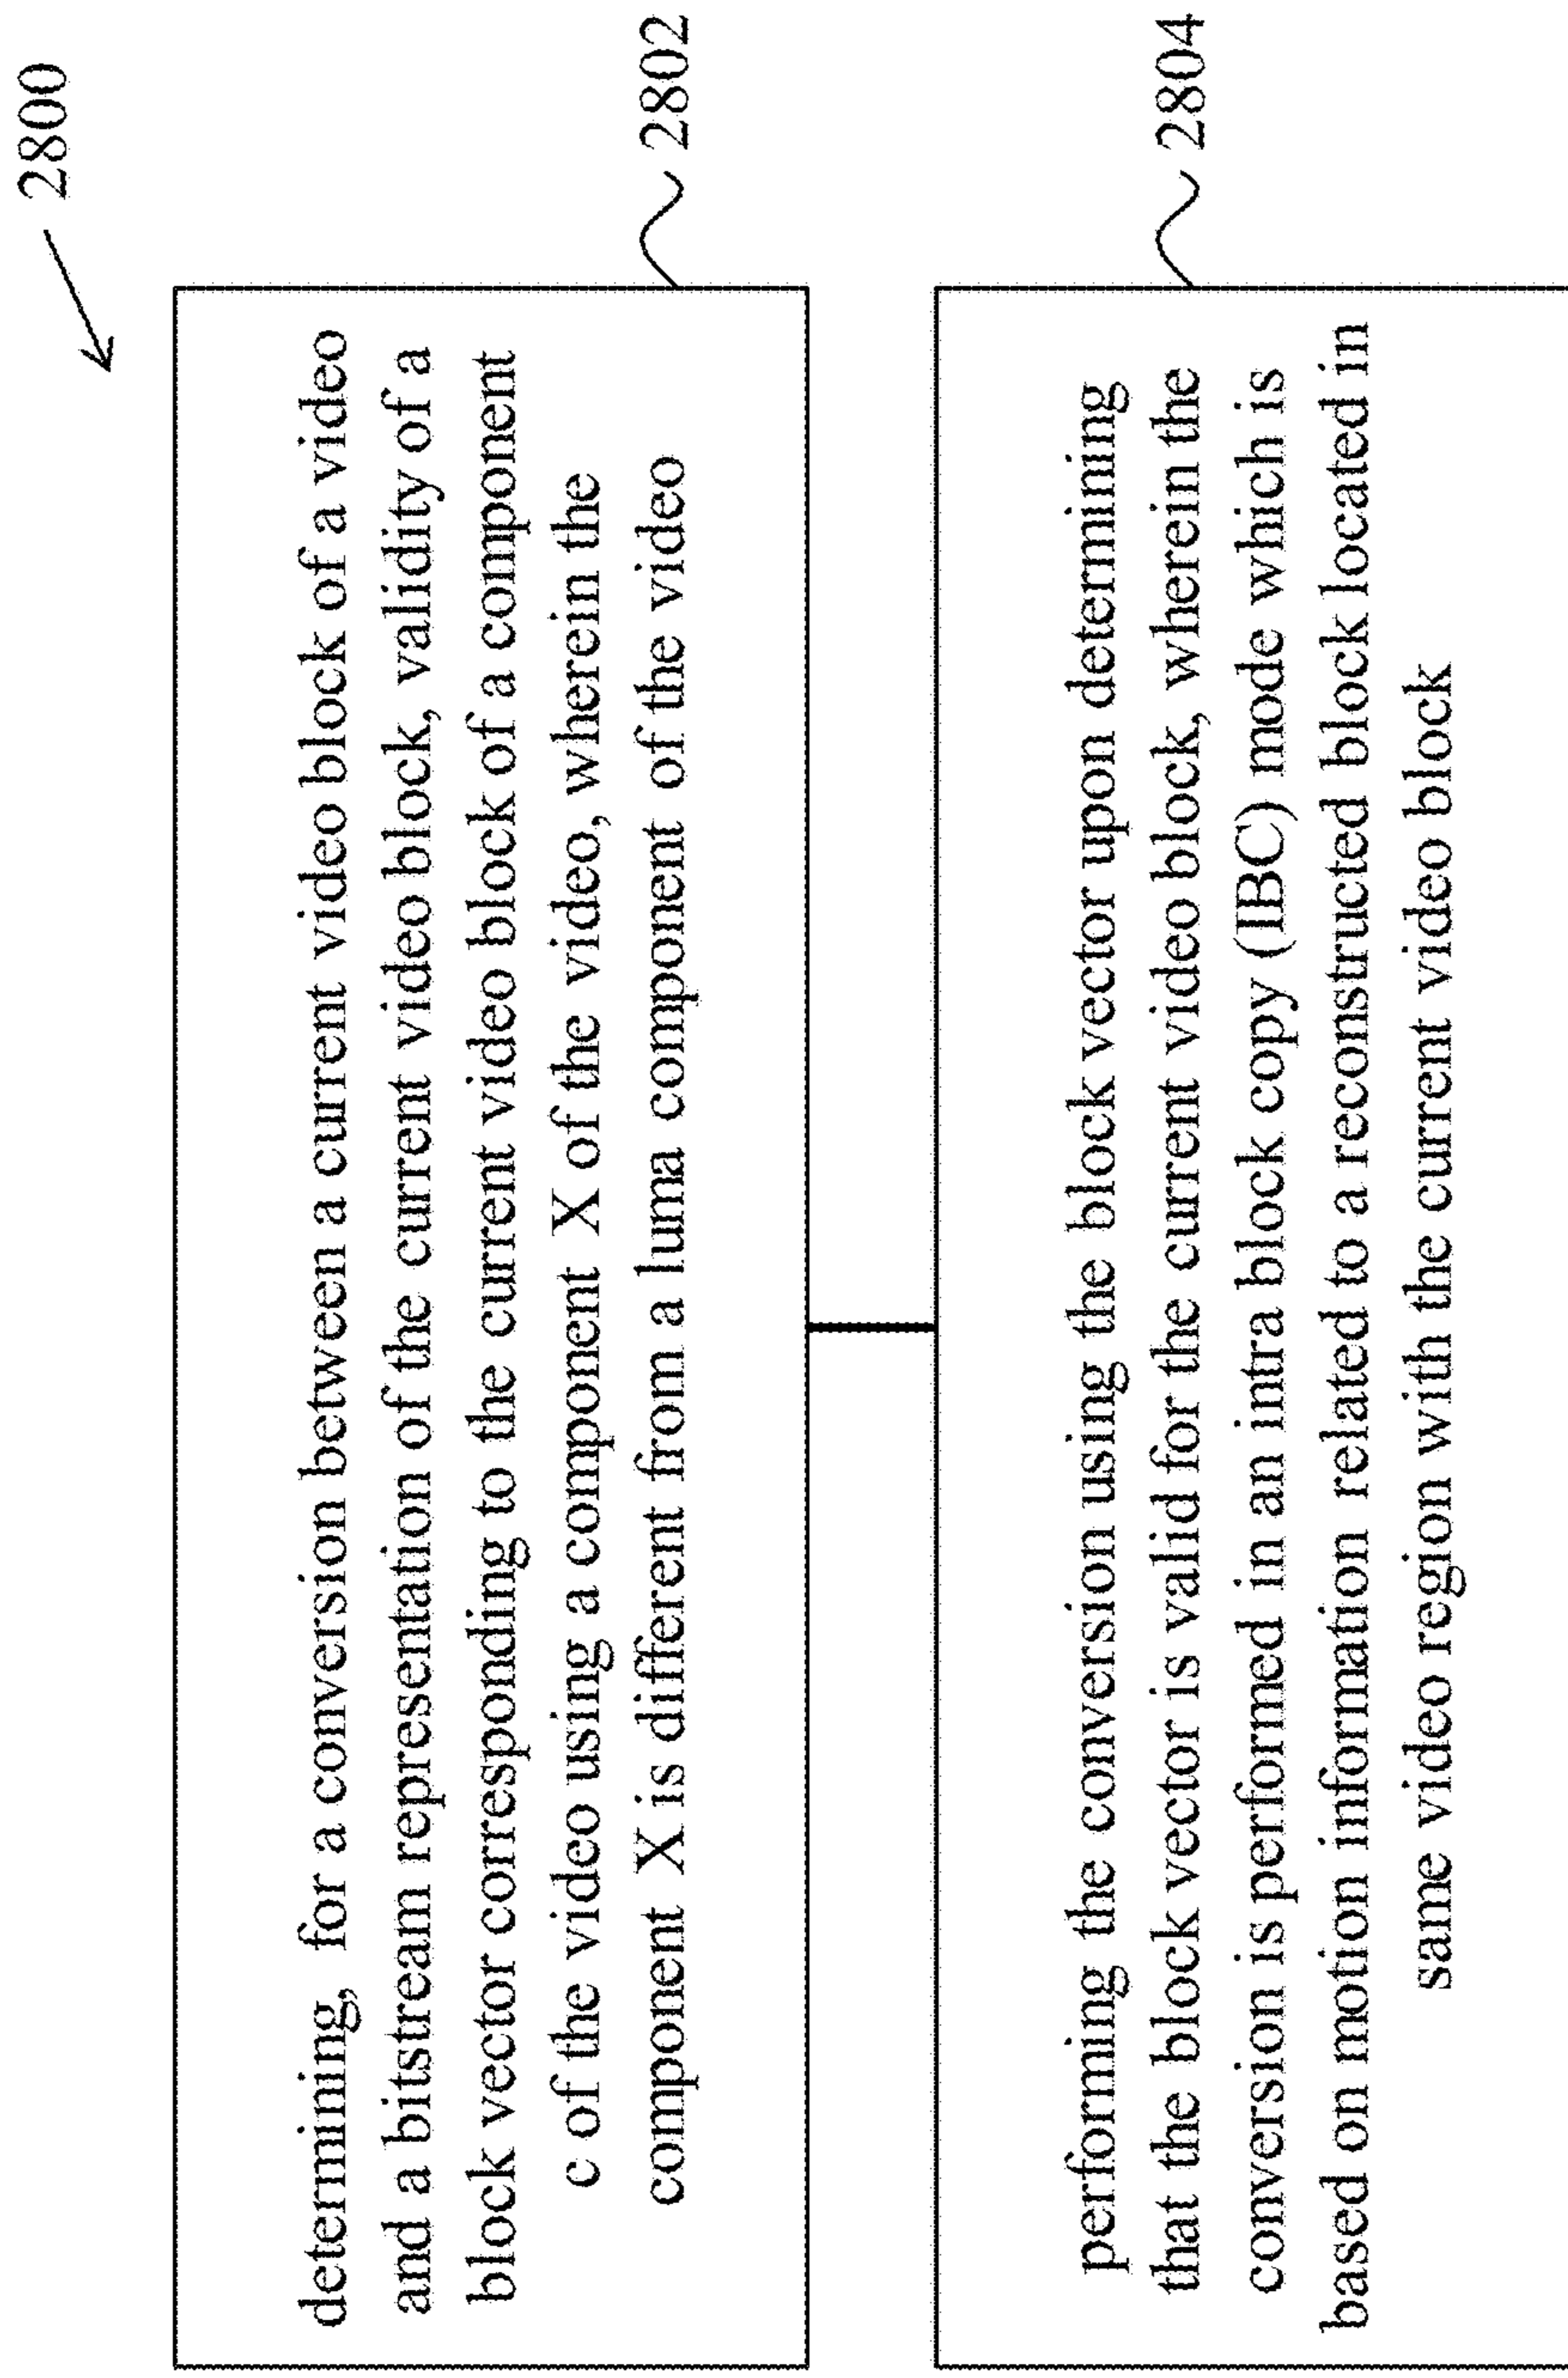 2800
determining, for a conversion between a current video block of a video
and a bitstream representation of the current video block, validity of a
block vector corresponding to the current video block of a component
c of the video using a component X of the video, wherein the
component X is different from a luma component of the video
2802
performing the conversion using the block vector upon determining
that the block vector is valid for the current video block, wherein the
conversion is performed in an intra block copy (IBC) mode which is
based on motion information related to a reconstructed block located in
same video region with the current video block
2804